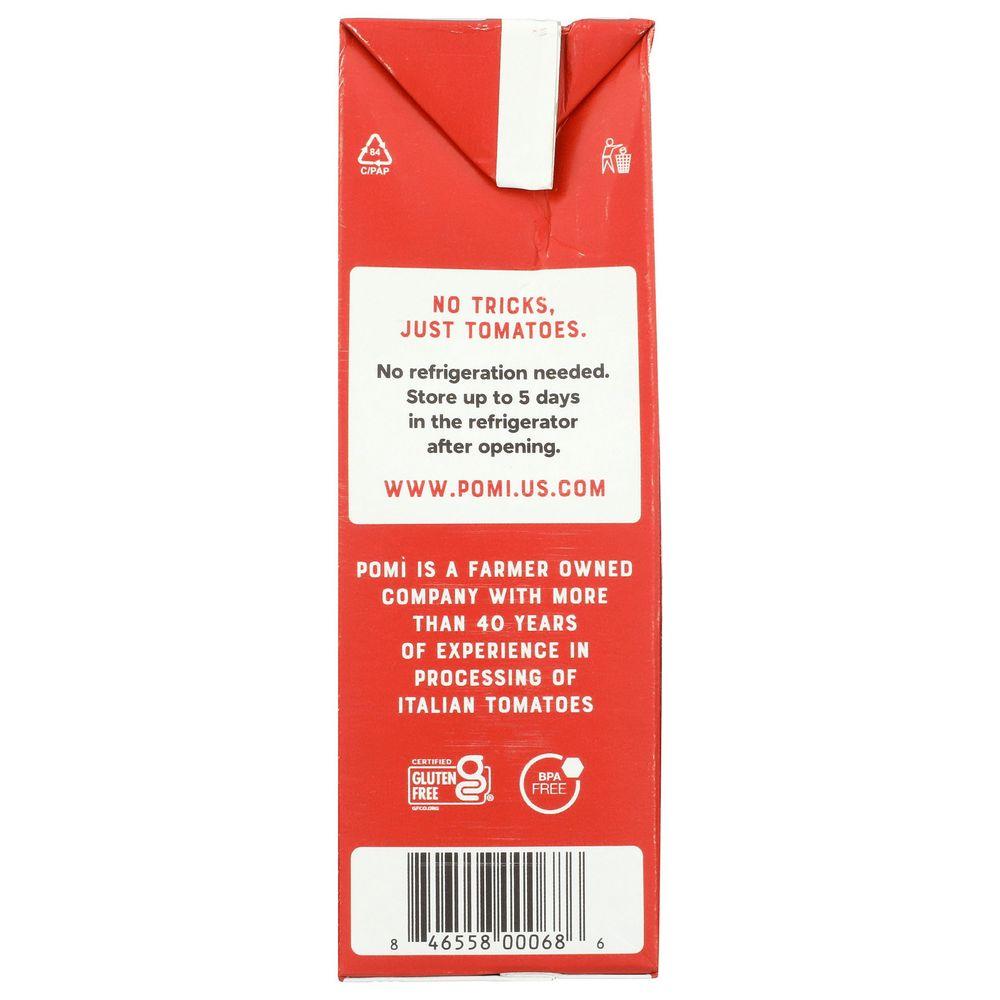 84
C/PAP
NO TRICKS,
JUST TOMATOES.
No refrigeration needed.
Store up to 5 days
in the refrigerator
after opening.
WWW.POMI.US.COM
POMÌ IS A FARMER OWNED
COMPANY WITH MORE
THAN 40 YEARS
OF EXPERIENCE IN
PROCESSING OF
ITALIAN TOMATOES
CERTIFIED
GLUTEN
FREE
GFCO.ORG
®
BPA
FREE
8 46558 00068 6